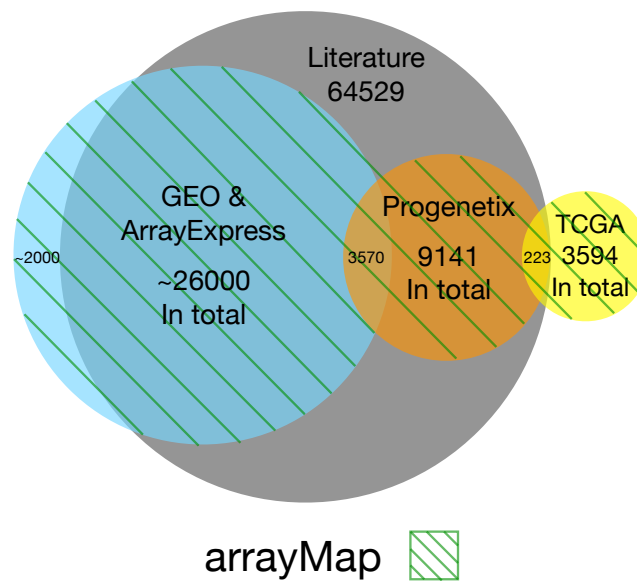 Literature
64529
GEO &
ArrayExpress
~26000
In total
~2000
3570
Progenetix
9141
In total
223
TCGA
3594
In total
arrayMap